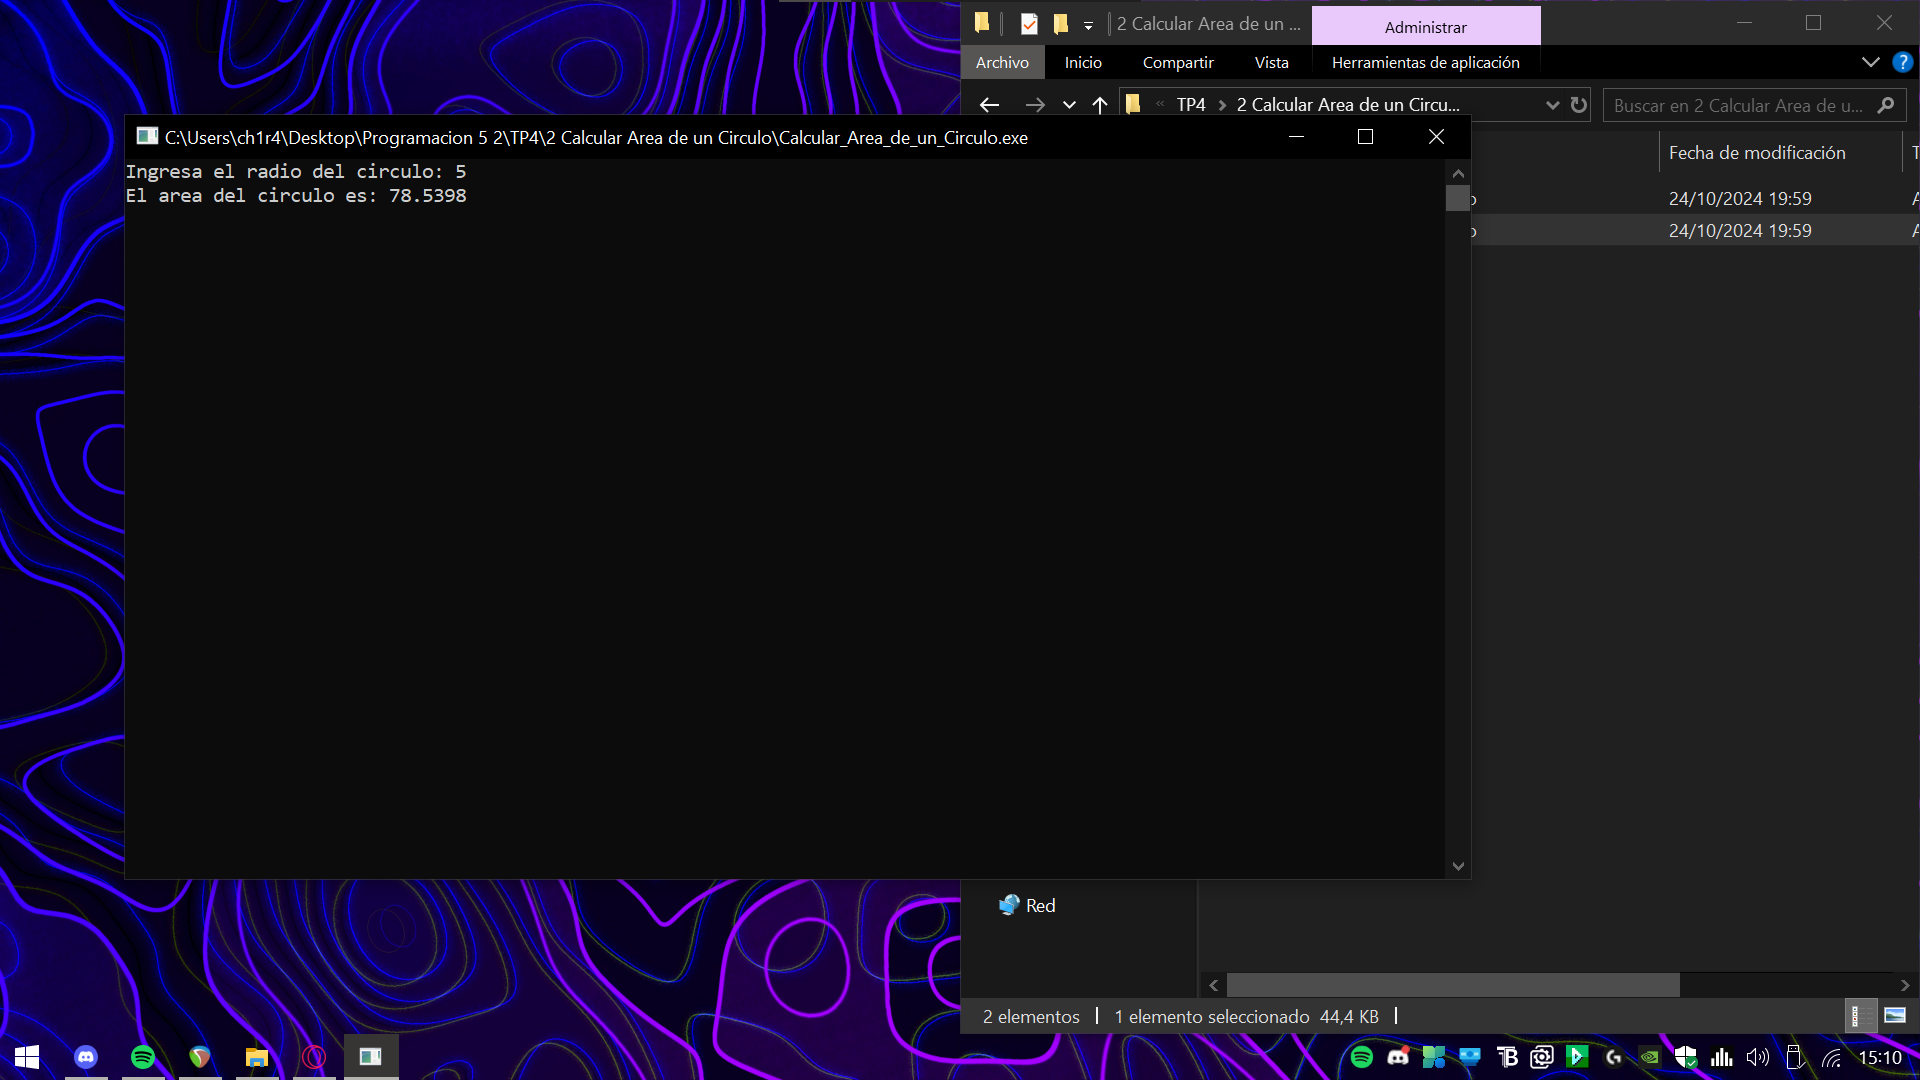 2 Calcular Area de un ...
Administrar
Archivo
Inicio
Compartir
Vista
Herramientas de aplicación
?
« TP4 > 2 Calcular Area de un Circu...
Buscar en 2 Calcular Area de u...
C:\Users\ch1r4\Desktop\Programacion 5 2\TP4\2 Calcular Area de un Circulo\Calcular_Area_de_un_Circulo.exe
Ingresa el radio del circulo: 5
El area del circulo es: 78.5398
Fecha de modificación
24/10/2024 19:59
24/10/2024 19:59
Red
2 elementos
1 elemento seleccionado 44,4 KB
15:10